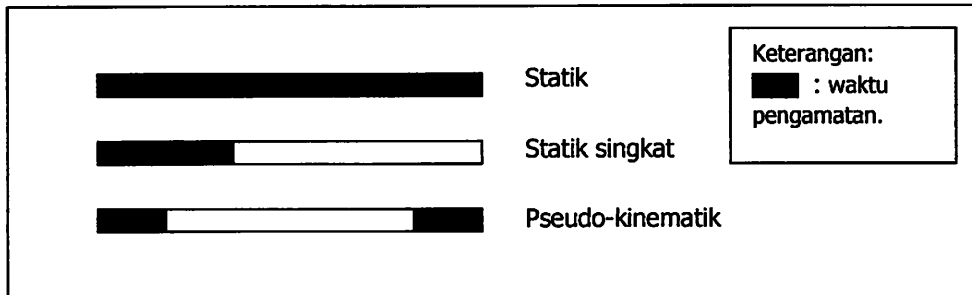 Statik
Statik singkat
Pseudo-kinematik
Keterangan:
: waktu
pengamatan.